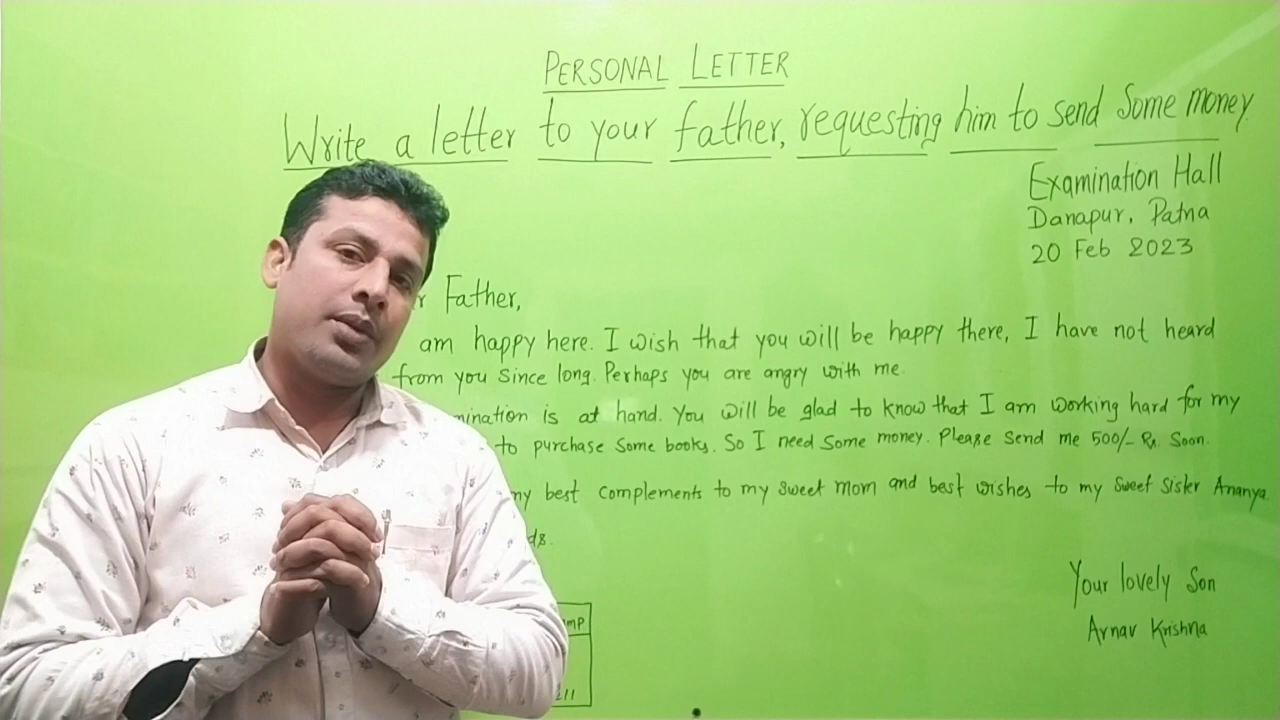 PERSONAL LETTER
Write a letter to your father, requesting him to send Some money.
Examination Hall
Danapur, Patna
20 Feb 2023
r Father,
am happy here. I wish that you will be happy there, I have not heard
from you since long. Perhaps you are angry with me.
mination is at hand. You will be glad to know that I am working hard for my
to purchase some books. So I need some money. Please Send me 500/- Rs. Soon.
my best complements to my sweet mom and best wishes to my sweet sister Ananya.
ds.
Your lovely Son
Arnav Krishna
mp
211